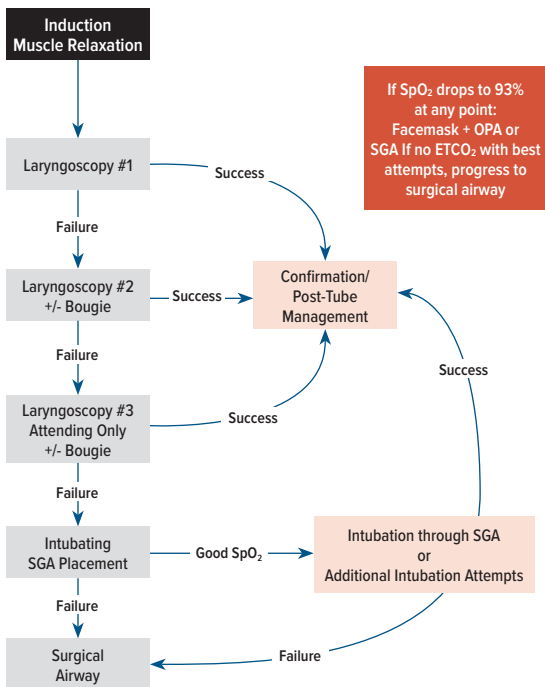 Induction
Muscle Relaxation
If SpO₂ drops to 93%
at any point:
Facemask + OPA or
SGA If no ETCO₂ with best
attempts, progress to
surgical airway
Laryngoscopy #1
Success
Failure
Laryngoscopy #2
+/- Bougie
Success
Confirmation/
Post-Tube
Management
Failure
Success
Laryngoscopy #3
Attending Only
+/- Bougie
Success
Failure
Intubating
SGA Placement
Good SpO₂
Intubation through SGA
or
Additional Intubation Attempts
Failure
Surgical
Airway
Failure